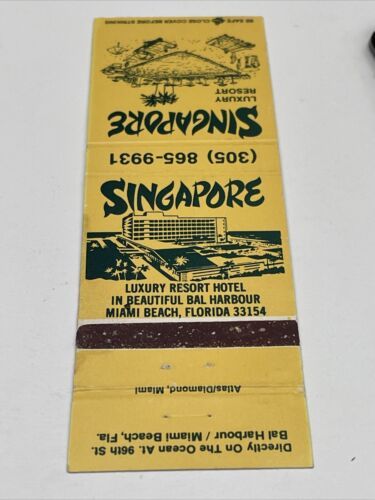 BE SAFE CLOSE COVER BEFORE STRIKING
SINGAPORE
LUXURY
RESORT
(305) 865-9931
SINGAPORE
LUXURY RESORT HOTEL
IN BEAUTIFUL BAL HARBOUR
MIAMI BEACH, FLORIDA 33154
Atlas/Diamond, Miami
Directly On The Ocean At. 96th St.
Bal Harbour / Miami Beach, Fla.